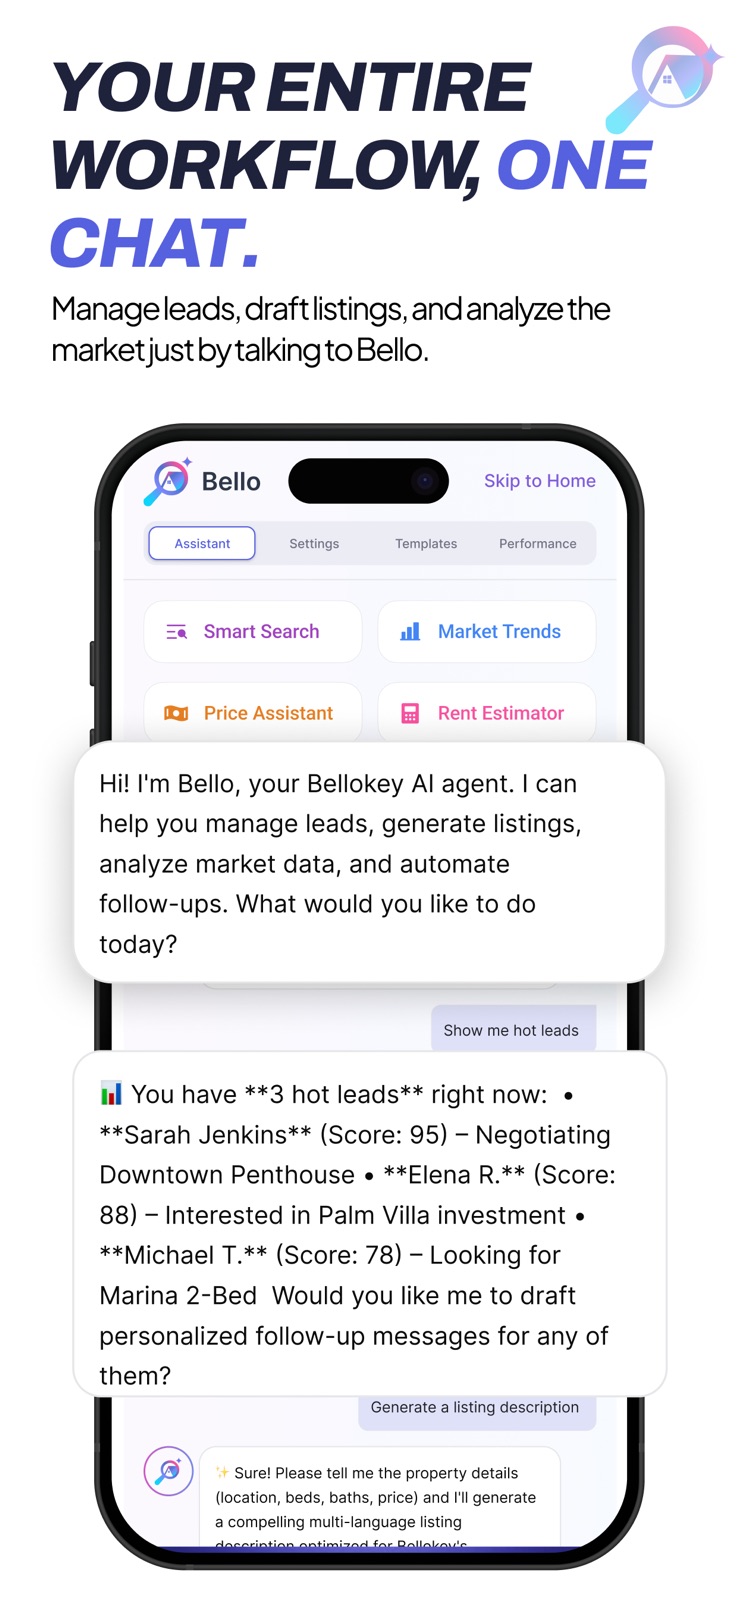 YOUR ENTIRE
WORKFLOW, ONE
CHAT.
Manage leads, draft listings, and analyze the
market just by talking to Bello.
Bello
Skip to Home
Assistant
Settings
Templates
Performance
Smart Search
Market Trends
Price Assistant
Rent Estimator
Hi! I'm Bello, your Bellokey AI agent. I can
help you manage leads, generate listings,
analyze market data, and automate
follow-ups. What would you like to do
today?
Show me hot leads
📊 You have **3 hot leads** right now:  •
**Sarah Jenkins** (Score: 95) – Negotiating
Downtown Penthouse • **Elena R.** (Score:
88) – Interested in Palm Villa investment •
**Michael T.** (Score: 78) – Looking for
Marina 2-Bed  Would you like me to draft
personalized follow-up messages for any of
them?
Generate a listing description
✨ Sure! Please tell me the property details
(location, beds, baths, price) and I'll generate
a compelling multi-language listing
description optimized for Bellokey's